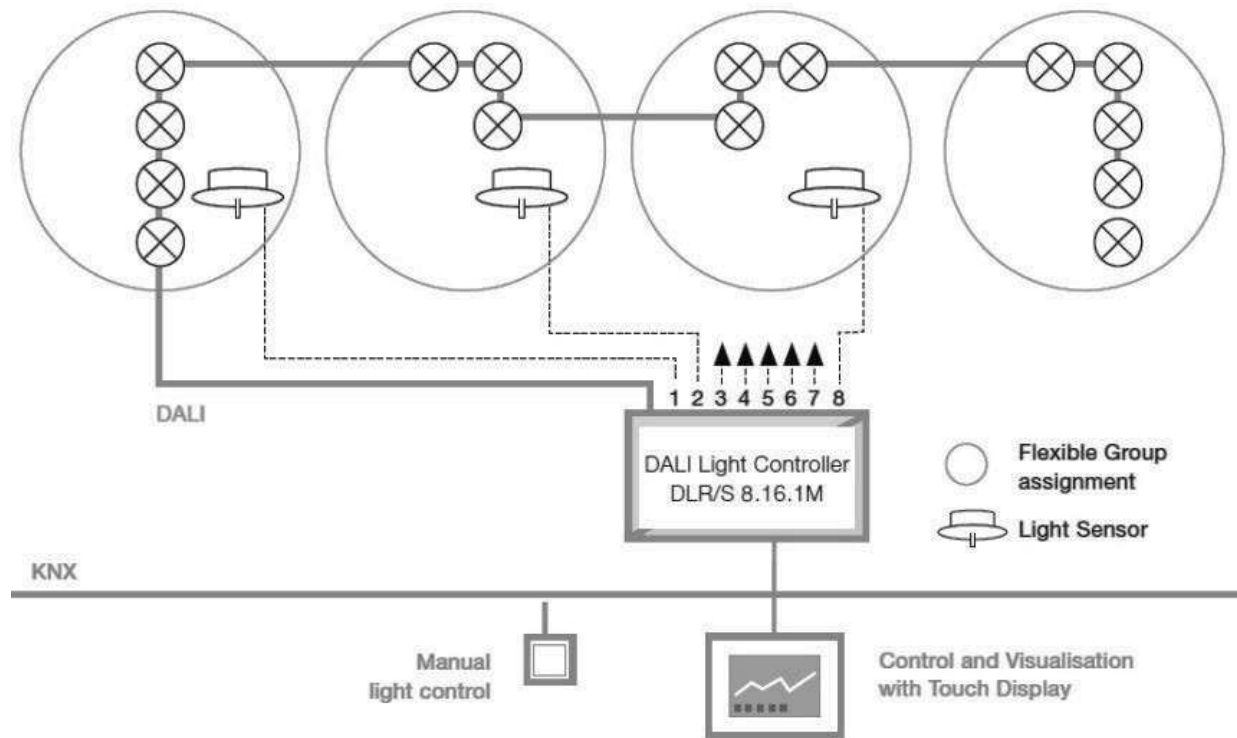 1 2 3 4 5 6 7 8
DALI
DALI Light Controller
DLR/S 8.16.1M
Flexible Group
assignment
Light Sensor
KNX
Manual
light control
Control and Visualisation
with Touch Display